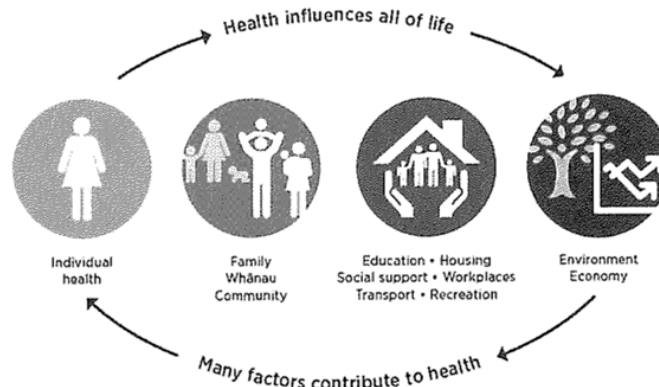 Health influences all of life
Individual
health
Family
Whānau
Community
Education • Housing
Social support • Workplaces
Transport • Recreation
Environment
Economy
Many factors contribute to health